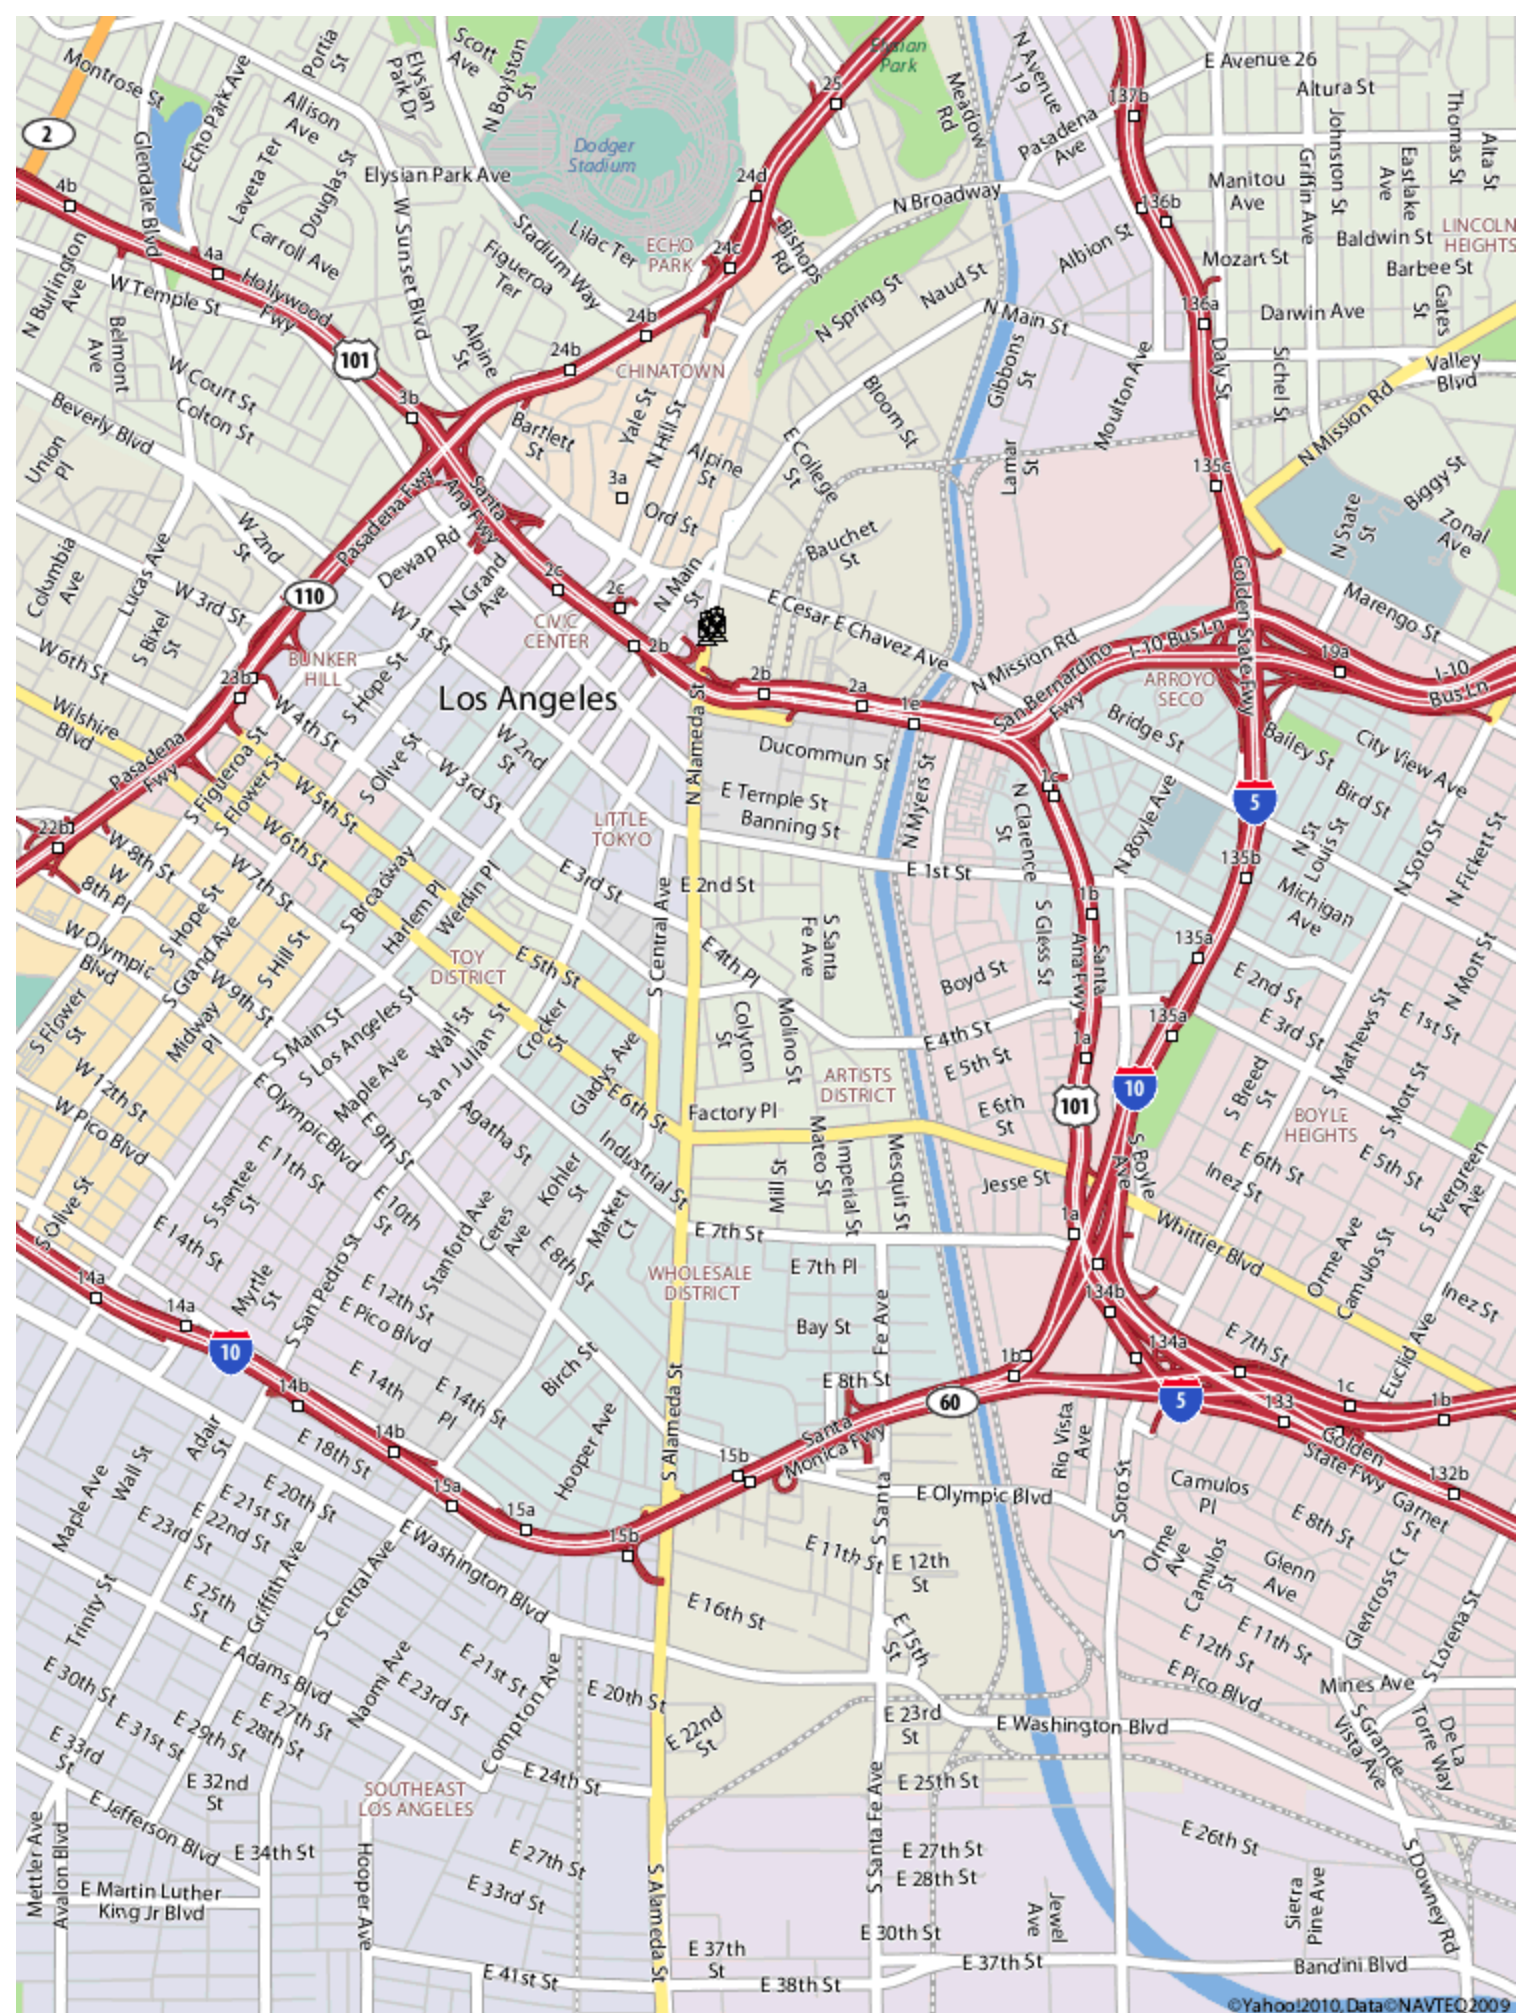 Montrose St
Glendale Blvd
Echo Park Ave
Portia
St
Elysian
Park Dr
Scott
Ave
N Boylston
St
25
Elysian
Park
Meadow
Rd
N Avenue
19
Pasadena
Ave
137b
E Avenue 26
Altura St
Johnston St
Thomas St
Alta St
2
Allison
Ave
Laveta Ter
Douglas St
Elysian Park Ave
Dodger
Stadium
24d
N Broadway
136b
Manitou
Ave
Griffin Ave
Eastlake
Ave
LINCOLN
HEIGHTS
4b
4a
Carroll Ave
W Sunset Blvd
Stadium Way
Lilac Ter
ECHO
PARK
24c
Bishops
Rd
Albion St
Mozart St
Baldwin St
Barbee St
N Burlington
Ave
W Temple St
Hollywood
Fwy
Figueroa
Ter
24b
N Spring St
Naud St
N Main St
136a
Darwin Ave
Gates
St
Belmont
Ave
101
Alpine
St
24b
CHINATOWN
Gibbons
St
Moulton Ave
Daly St
Sichel St
Valley
Blvd
W Court St
Colton St
3b
Beverly Blvd
Bartlett
St
Yale St
N Hill St
Alpine
St
Bloom St
E College
St
Lamar
St
N Mission Rd
Union
Pl
Pasadena Fwy
Santa
Ana Fwy
3a
Ord St
135c
Biggy St
N State
St
Zonal
Ave
W 2nd
St
Dewap Rd
Bauchet
St
Columbia
Ave
Lucas Ave
110
W 3rd St
S Bixel
St
N Grand
Ave
W 1st St
2c
2c
N Main
St
E Cesar E Chavez Ave
Golden State Fwy
Marengo St
W 6th St
CIVIC
CENTER
2b
2b
2a
1e
N Mission Rd
San Bernardino
Fwy
I-10 Bus Ln
19a
I-10
Bus Ln
BUNKER
HILL
23b
S Hope St
Los Angeles
ARROYO
SECO
Wilshire
Blvd
Pasadena
Fwy
W 4th St
S Figueroa St
S Flower St
S Olive St
W 3rd St
W 2nd
St
N Alameda St
Ducommun St
N Myers St
Bridge St
Bailey St
City View Ave
Bird St
5
W 5th St
W 6th St
LITTLE
TOKYO
E Temple St
Banning St
1c
N Clarence
St
N Boyle Ave
N St
Louis St
N Soto St
N Fickett St
22b
W 8th St
W
8th Pl
W 7th St
E 3rd St
E 2nd St
E 1st St
135b
Michigan
Ave
W Olympic
Blvd
S Hope St
S Grand Ave
S Hill St
S Broadway
Harlem Pl
Werdin Pl
S Central Ave
S Santa
Fe Ave
S Gless St
1b
135a
Santa
Ana Fwy
W 9th St
TOY
DISTRICT
E 5th St
E 4th Pl
Boyd St
E 2nd St
N Mott St
S Flower
St
Midway
Pl
S Main St
S Los Angeles St
Maple Ave
Wall St
San Julian St
Crocker
St
Gladys Ave
Colyton
St
Molino St
E 4th St
E 5th St
1a
135a
E 3rd St
S Mathews St
E 1st St
W 12th St
W Pico Blvd
E Olympic Blvd
E 9th St
Agatha St
E 6th St
Factory Pl
ARTISTS
DISTRICT
E 6th
St
101
10
S Breed
St
BOYLE
HEIGHTS
S Mott St
S Olive St
E 11th St
S Santee
St
Industrial St
Kohler
St
Mill St
Mateo St
Imperial St
Mesquit St
Jesse St
S Boyle
Ave
Inez St
E 6th St
E 5th St
S Evergreen
Ave
E 14th St
E 10th
St
S San Pedro St
Stanford Ave
Ceres
Ave
Market
Ct
E 8th St
E 7th St
1a
Whittier Blvd
14a
14a
Myrtle
St
E 12th St
E Pico Blvd
WHOLESALE
DISTRICT
E 7th Pl
Orme Ave
Camulos St
Inez St
10
14b
E 14th
Bay St
S Santa Fe Ave
134b
134a
E 7th St
Euclid Ave
Birch St
1b
E 14th St
Pl
E 8th St
60
5
133
1c
1b
Adair
St
E 18th St
14b
Hooper Ave
S Alameda St
Santa
Monica Fwy
Rio Vista
Ave
Golden
State Fwy
132b
Maple Ave
Wall St
15a
15a
15b
15b
E Olympic Blvd
S Soto St
Camulos
Pl
Garnet
St
E 20th St
E 21st St
E 22nd St
E 23rd St
E Washington Blvd
E 11th St
E 12th
St
Orme
Ave
Camulos
St
Glenn
Ave
E 8th St
Glencross Ct
Trinity St
E 25th
St
Griffith Ave
S Central Ave
E 16th St
E 15th
St
E 12th St
E 11th St
S Lorena St
E 30th St
E Adams Blvd
Naomi Ave
E 21st St
E 23rd St
Compton Ave
E 20th St
E Pico Blvd
Mines Ave
E 33rd
St
E 31st St
E 29th St
E 28th St
E 27th St
E 22nd
St
E 23rd
St
E Washington Blvd
S Grande
Vista Ave
De La
Torre Way
E 32nd
St
SOUTHEAST
LOS ANGELES
E 24th St
E 25th St
Mettler Ave
Avalon Blvd
E Jefferson Blvd
E 34th St
Hooper Ave
E 27th St
S Santa Fe Ave
E 27th St
E 28th St
E 26th St
S Downey Rd
E Martin Luther
King Jr Blvd
E 33rd St
S Alameda St
Jewel
Ave
Sierra
Pine Ave
E 30th St
E 37th
St
E 37th St
Bandini Blvd
E 41st St
E 38th St
©Yahoo!2010, Data©NAVTEQ2009